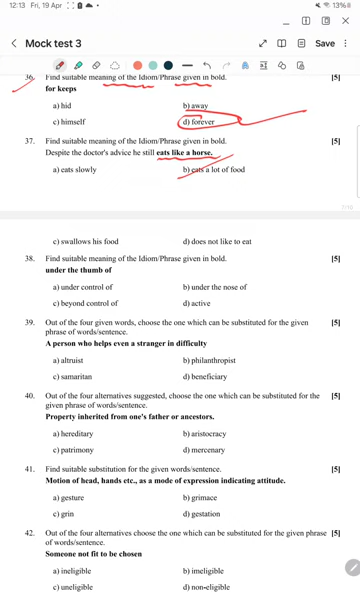 12:13 Fri, 19 Apr
13%
Mock test 3
Save
36. Find suitable meaning of the Idiom/Phrase given in bold. [5]
for keeps
a) hid b) away
c) himself d) forever
37. Find suitable meaning of the Idiom/Phrase given in bold. [5]
Despite the doctor's advice he still eats like a horse.
a) eats slowly b) eats a lot of food
7/10
c) swallows his food d) does not like to eat
38. Find suitable meaning of the Idiom/Phrase given in bold. [5]
under the thumb of
a) under control of b) under the nose of
c) beyond control of d) active
39. Out of the four given words, choose the one which can be substituted for the given [5]
phrase of words/sentence.
A person who helps even a stranger in difficulty
a) altruist b) philanthropist
c) samaritan d) beneficiary
40. Out of the four alternatives suggested, choose the one which can be substituted for the [5]
given phrase of words/sentence.
Property inherited from one's father or ancestors.
a) hereditary b) aristocracy
c) patrimony d) mercenary
41. Find suitable substitution for the given words/sentence. [5]
Motion of head, hands etc., as a mode of expression indicating attitude.
a) gesture b) grimace
c) grin d) gestation
42. Out of the four alternatives choose the one which can be substituted for the given phrase [5]
of words/sentence.
Someone not fit to be chosen
a) ineligible b) imeligible
c) uneligible d) non-eligible